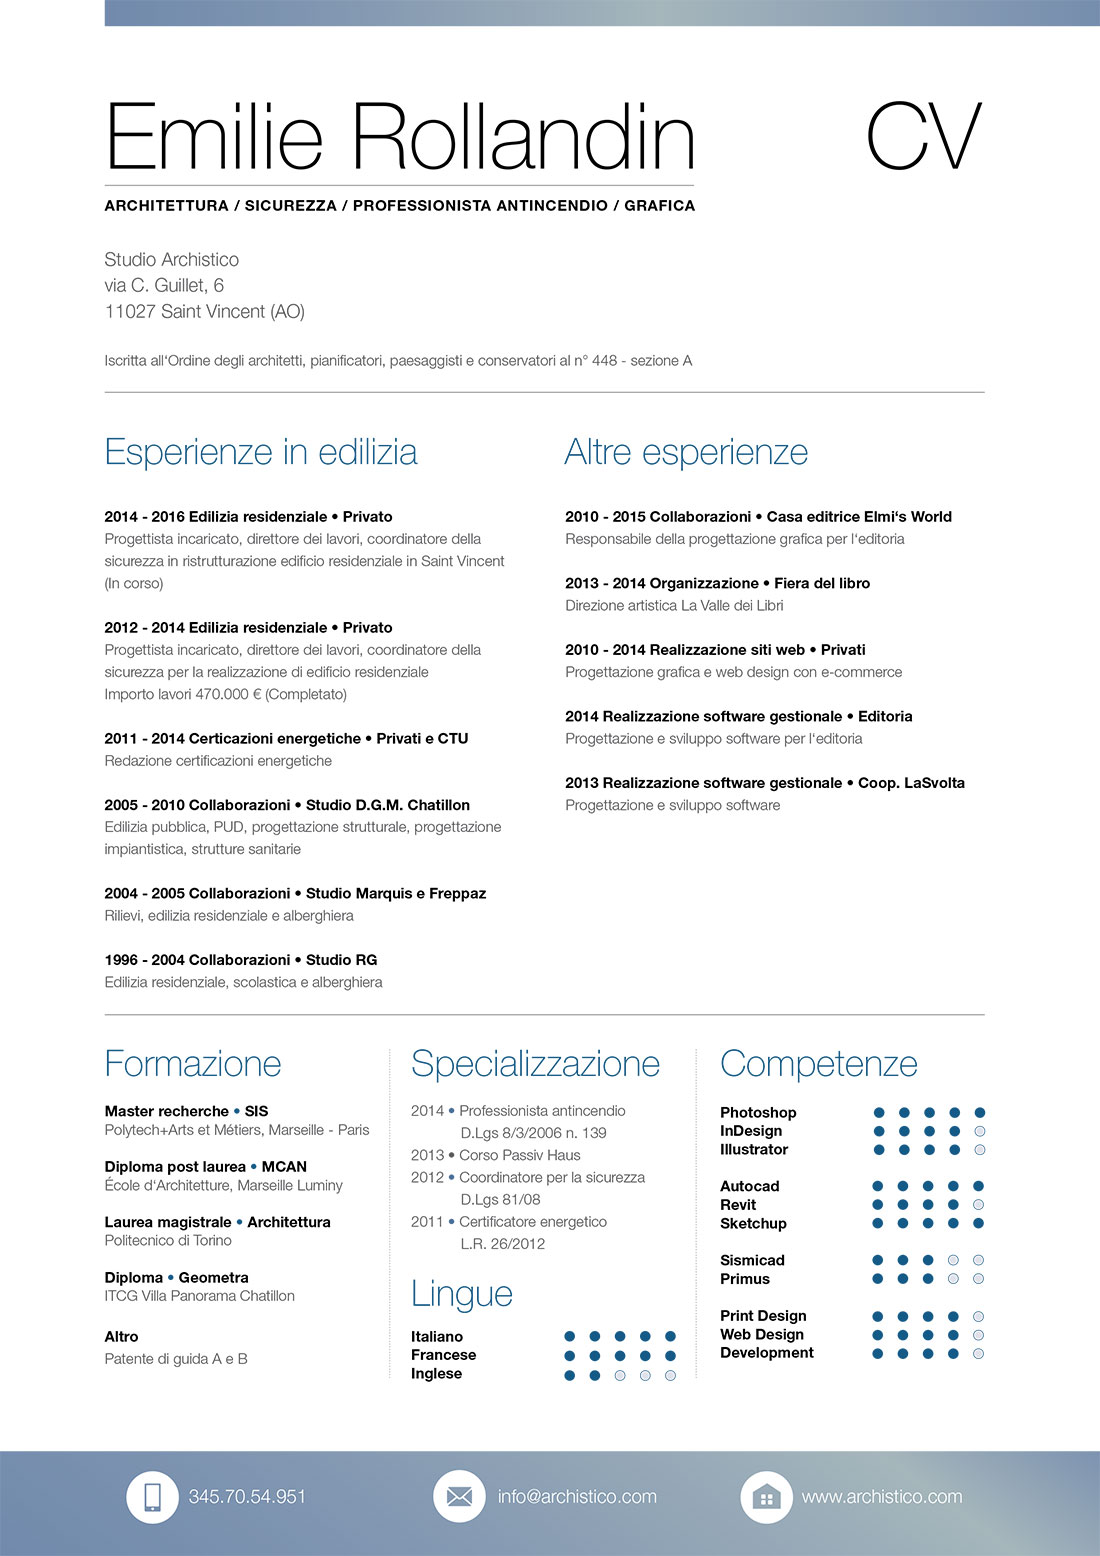 Emilie Rollandin
CV
ARCHITETTURA / SICUREZZA / PROFESSIONISTA ANTINCENDIO / GRAFICA
Studio Archistico
via C. Guillet, 6
11027 Saint Vincent (AO)
Iscritta all'Ordine degli architetti, pianificatori, paesaggisti e conservatori al n° 448 - sezione A
Esperienze in edilizia
2014 - 2016 Edilizia residenziale • Privato
Progettista incaricato, direttore dei lavori, coordinatore della
sicurezza in ristrutturazione edificio residenziale in Saint Vincent
(In corso)
2012 - 2014 Edilizia residenziale • Privato
Progettista incaricato, direttore dei lavori, coordinatore della
sicurezza per la realizzazione di edificio residenziale
Importo lavori 470.000 € (Completato)
2011 - 2014 Certicazioni energetiche • Privati e CTU
Redazione certificazioni energetiche
2005 - 2010 Collaborazioni • Studio D.G.M. Chatillon
Edilizia pubblica, PUD, progettazione strutturale, progettazione
impiantistica, strutture sanitarie
2004 - 2005 Collaborazioni • Studio Marquis e Freppaz
Rilievi, edilizia residenziale e alberghiera
1996 - 2004 Collaborazioni • Studio RG
Edilizia residenziale, scolastica e alberghiera
Altre esperienze
2010 - 2015 Collaborazioni • Casa editrice Elmi's World
Responsabile della progettazione grafica per l'editoria
2013 - 2014 Organizzazione • Fiera del libro
Direzione artistica La Valle dei Libri
2010 - 2014 Realizzazione siti web • Privati
Progettazione grafica e web design con e-commerce
2014 Realizzazione software gestionale • Editoria
Progettazione e sviluppo software per l'editoria
2013 Realizzazione software gestionale • Coop. LaSvolta
Progettazione e sviluppo software
Formazione
Master recherche • SIS
Polytech+Arts et Métiers, Marseille - Paris
Diploma post laurea • MCAN
École d'Architetture, Marseille Luminy
Laurea magistrale • Architettura
Politecnico di Torino
Diploma • Geometra
ITCG Villa Panorama Chatillon
Altro
Patente di guida A e B
Specializzazione
2014 • Professionista antincendio
D.Lgs 8/3/2006 n. 139
2013 • Corso Passiv Haus
2012 • Coordinatore per la sicurezza
D.Lgs 81/08
2011 • Certificatore energetico
L.R. 26/2012
Lingue
Italiano
Francese
Inglese
Competenze
Photoshop
InDesign
Illustrator
Autocad
Revit
Sketchup
Sismicad
Primus
Print Design
Web Design
Development
345.70.54.951
info@archistico.com
www.archistico.com